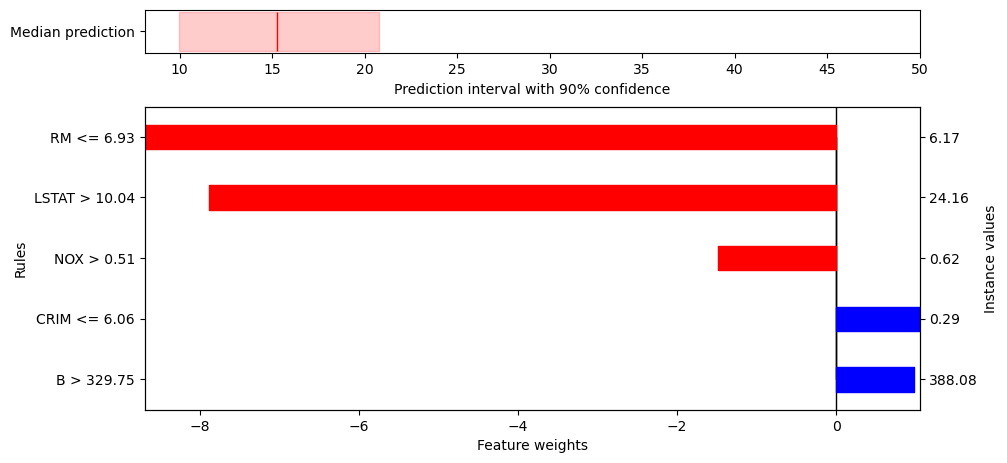 Median prediction
10 15 20 25 30 35 40 45 50
Prediction interval with 90% confidence
Rules
RM <= 6.93 6.17
LSTAT > 10.04 24.16
NOX > 0.51 0.62
CRIM <= 6.06 0.29
B > 329.75 388.08
Instance values
−8 −6 −4 −2 0
Feature weights